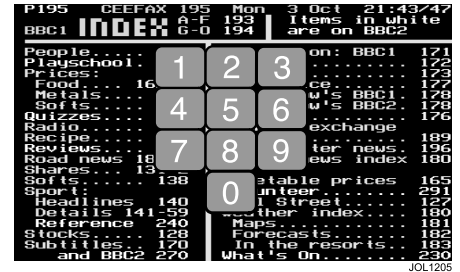 P195 CEEFAX 195 Mon 3 Oct 21:43/47
BBC1 INDEX A-F 193 Items in white
G-O 194 are on BBC2
People..... on: BBC1 171
Playschool. 172
Prices: 173
Food... 16 ce... 177
Metals.... w's BBC1. 178
Softs..... w's BBC2. 178
Quizzes.... 176
Radio...... exchange
Recipe..... 189
Reviews.... ter news. 196
Road news 18 ews index 180
Shares...
Softs..... 138 table prices 165
Sport: unteer....... 291
Headlines 140 Street..... 127
Details 141-59 ther index.... 180
Reference 240 Maps......... 181
Stocks..... 128 Forecasts.... 182
Subtitles.. 170 In the resorts.. 183
and BBC2 270 What's On...... 230
1 2 3
4 5 6
7 8 9
0
JOL1205